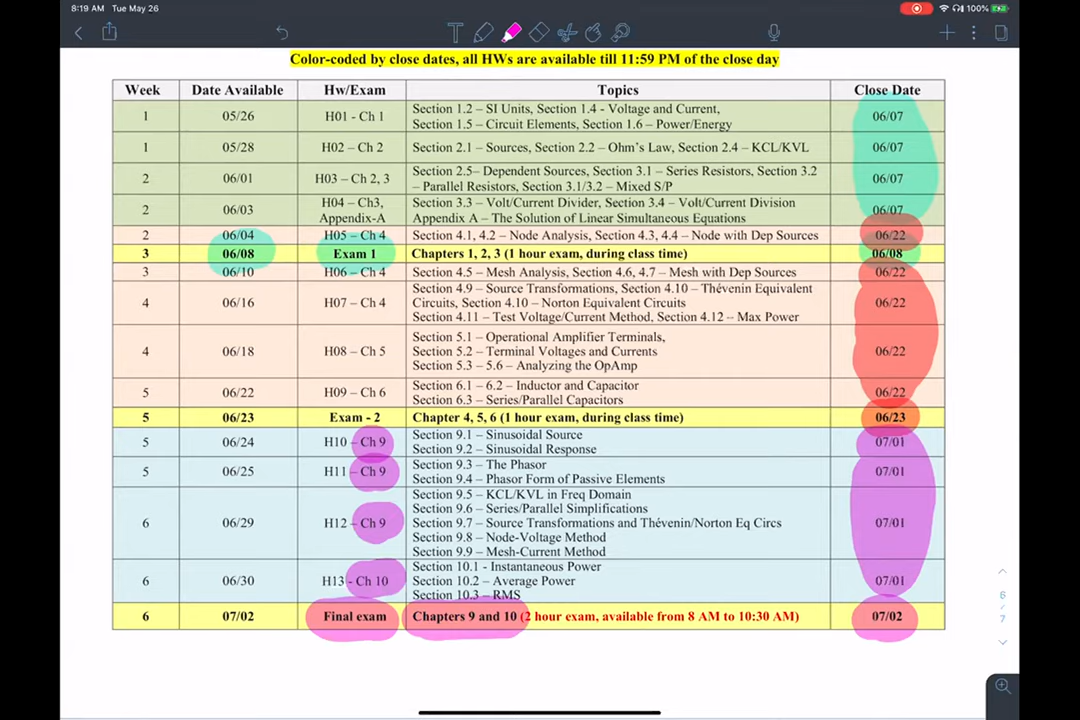 8:19 AM Tue May 26
100%
T
Color-coded by close dates, all HWs are available till 11:59 PM of the close day
Week Date Available Hw/Exam Topics Close Date
1 05/26 H01 - Ch 1 Section 1.2 – SI Units, Section 1.4 - Voltage and Current, 06/07
Section 1.5 – Circuit Elements, Section 1.6 – Power/Energy
1 05/28 H02 – Ch 2 Section 2.1 – Sources, Section 2.2 – Ohm's Law, Section 2.4 – KCL/KVL 06/07
2 06/01 H03 – Ch 2, 3 Section 2.5– Dependent Sources, Section 3.1 – Series Resistors, Section 3.2 06/07
– Parallel Resistors, Section 3.1/3.2 – Mixed S/P
2 06/03 H04 – Ch3, Section 3.3 – Volt/Current Divider, Section 3.4 – Volt/Current Division 06/07
Appendix-A Appendix A – The Solution of Linear Simultaneous Equations
2 06/04 H05 – Ch 4 Section 4.1, 4.2 – Node Analysis, Section 4.3, 4.4 – Node with Dep Sources 06/22
3 06/08 Exam 1 Chapters 1, 2, 3 (1 hour exam, during class time) 06/08
3 06/10 H06 – Ch 4 Section 4.5 – Mesh Analysis, Section 4.6, 4.7 – Mesh with Dep Sources 06/22
4 06/16 H07 – Ch 4 Section 4.9 – Source Transformations, Section 4.10 – Thévenin Equivalent 06/22
Circuits, Section 4.10 – Norton Equivalent Circuits
Section 4.11 – Test Voltage/Current Method, Section 4.12 -- Max Power
4 06/18 H08 – Ch 5 Section 5.1 – Operational Amplifier Terminals, 06/22
Section 5.2 – Terminal Voltages and Currents
Section 5.3 – 5.6 – Analyzing the OpAmp
5 06/22 H09 – Ch 6 Section 6.1 – 6.2 – Inductor and Capacitor 06/22
Section 6.3 – Series/Parallel Capacitors
5 06/23 Exam - 2 Chapter 4, 5, 6 (1 hour exam, during class time) 06/23
5 06/24 H10 – Ch 9 Section 9.1 – Sinusoidal Source 07/01
Section 9.2 – Sinusoidal Response
5 06/25 H11 – Ch 9 Section 9.3 – The Phasor 07/01
Section 9.4 – Phasor Form of Passive Elements
6 06/29 H12 – Ch 9 Section 9.5 – KCL/KVL in Freq Domain 07/01
Section 9.6 – Series/Parallel Simplifications
Section 9.7 – Source Transformations and Thévenin/Norton Eq Circs
Section 9.8 – Node-Voltage Method
Section 9.9 – Mesh-Current Method
6 06/30 H13 - Ch 10 Section 10.1 - Instantaneous Power 07/01
Section 10.2 – Average Power
Section 10.3 – RMS
6 07/02 Final exam Chapters 9 and 10 (2 hour exam, available from 8 AM to 10:30 AM) 07/02
6
/
7